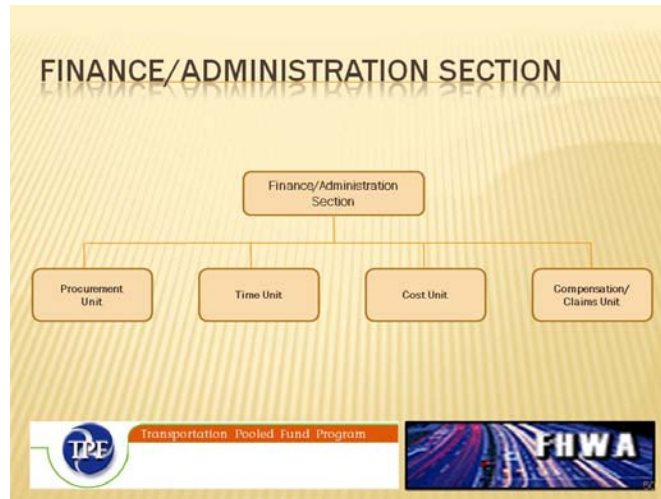 FINANCE/ADMINISTRATION SECTION
Finance/Administration
Section
Procurement
Unit
Time Unit
Cost Unit
Compensation/
Claims Unit
TPF
Transportation Pooled Fund Program
FHWA